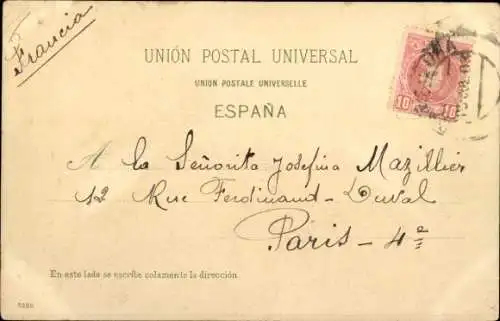 Francia
UNIÓN POSTAL UNIVERSAL
UNION POSTALE UNIVERSELLE
ESPAÑA
10 10
A la Señorita Josefina Mazillier
12 Rue Ferdinand-Duval
Paris - 4e
En este lado se escribe solamente la dirección.